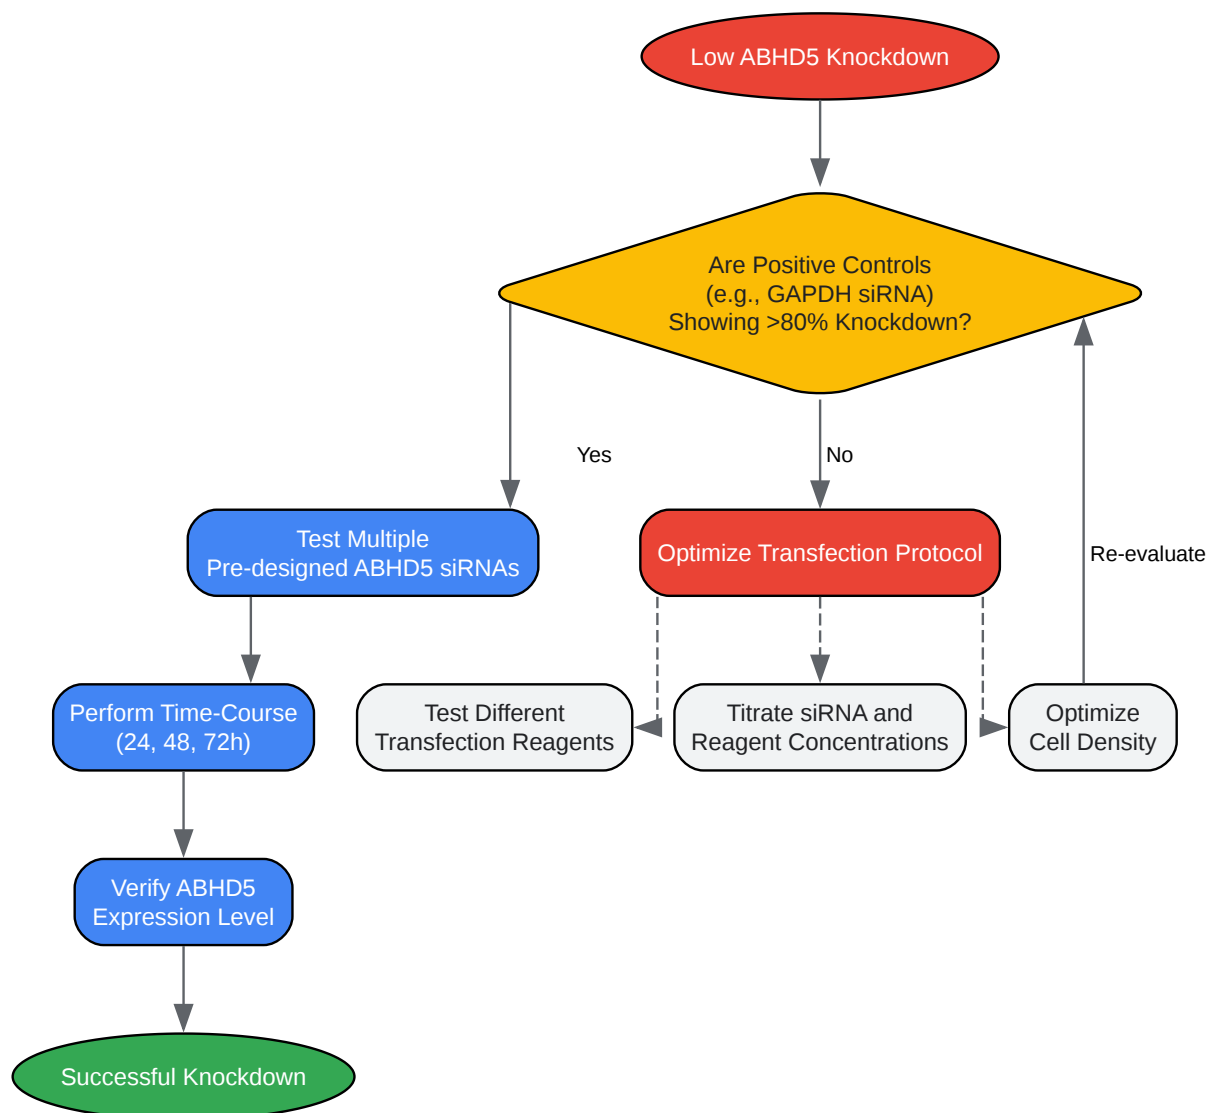 Low ABHD5 Knockdown
Are Positive Controls
(e.g., GAPDH siRNA)
Showing >80% Knockdown?
Yes
No
Test Multiple
Pre-designed ABHD5 siRNAs
Optimize Transfection Protocol
Re-evaluate
Perform Time-Course
(24, 48, 72h)
Test Different
Transfection Reagents
Titrate siRNA and
Reagent Concentrations
Optimize
Cell Density
Verify ABHD5
Expression Level
Successful Knockdown